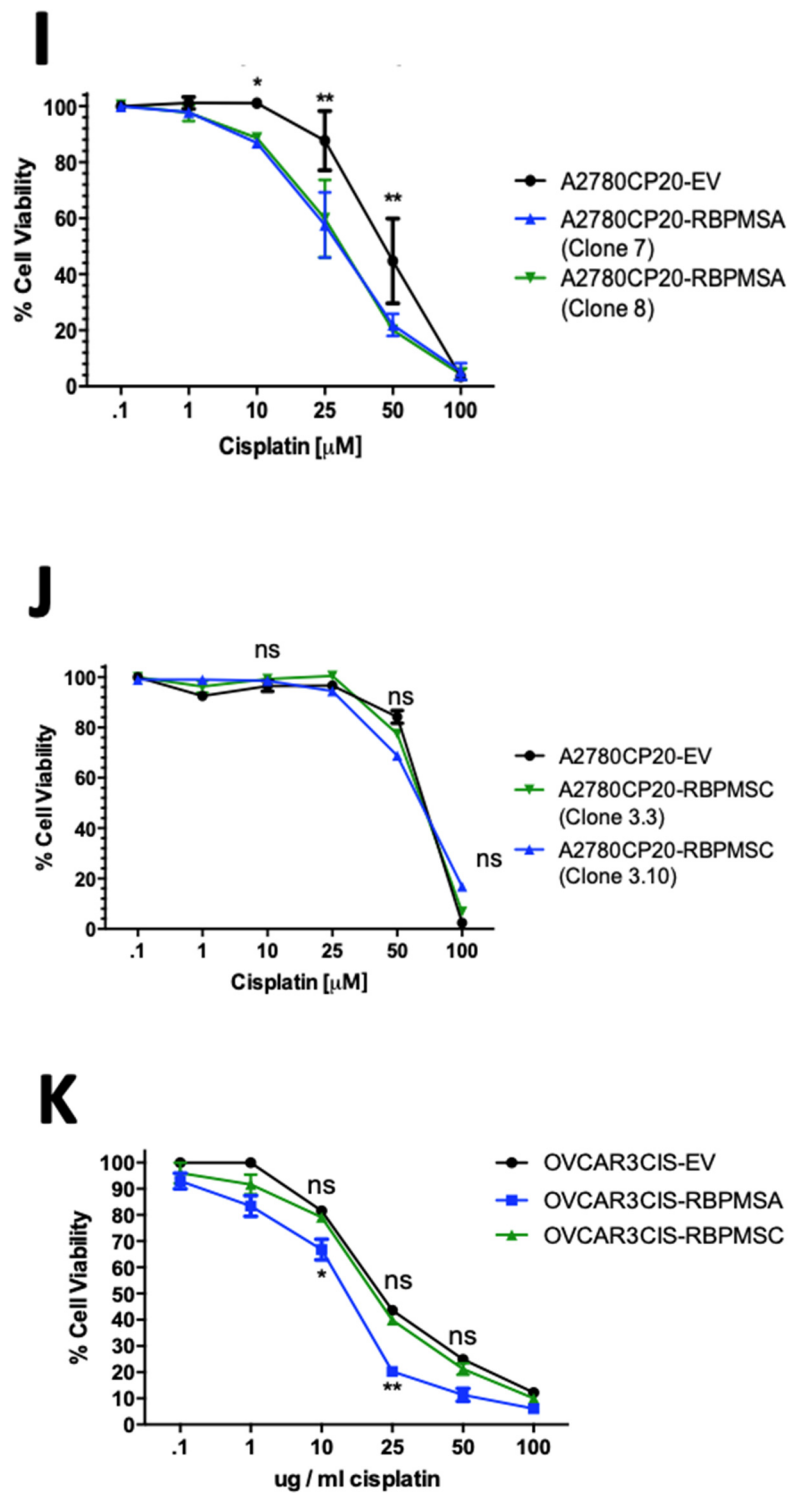 I
*
**
**
100
80
60
40
20
0
% Cell Viability
.1 1 10 25 50 100
Cisplatin [μM]
A2780CP20-EV
A2780CP20-RBPMSA
(Clone 7)
A2780CP20-RBPMSA
(Clone 8)
J
ns
ns
ns
100
80
60
40
20
0
% Cell Viability
.1 1 10 25 50 100
Cisplatin [μM]
A2780CP20-EV
A2780CP20-RBPMSC
(Clone 3.3)
A2780CP20-RBPMSC
(Clone 3.10)
K
ns
*
ns
**
ns
100
90
80
70
60
50
40
30
20
10
0
% Cell Viability
.1 1 10 25 50 100
ug / ml cisplatin
OVCAR3CIS-EV
OVCAR3CIS-RBPMSA
OVCAR3CIS-RBPMSC